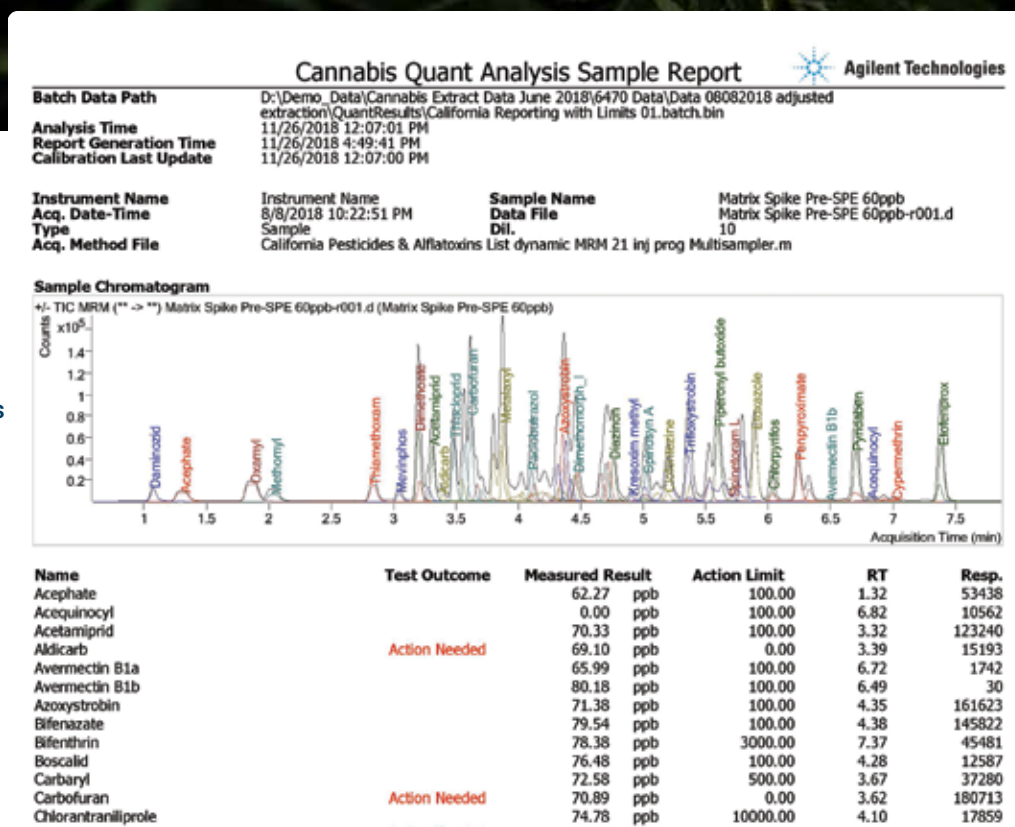 Cannabis Quant Analysis Sample Report
Agilent Technologies
Batch Data Path D:\Demo_Data\Cannabis Extract Data June 2018\6470 Data\Data 08082018 adjusted
extraction\QuantResults\California Reporting with Limits 01.batch.bin
Analysis Time 11/26/2018 12:07:01 PM
Report Generation Time 11/26/2018 4:49:41 PM
Calibration Last Update 11/26/2018 12:07:00 PM
Instrument Name Instrument Name Sample Name Matrix Spike Pre-SPE 60ppb
Acq. Date-Time 8/8/2018 10:22:51 PM Data File Matrix Spike Pre-SPE 60ppb-r001.d
Type Sample Dil. 10
Acq. Method File California Pesticides & Alflatoxins List dynamic MRM 21 inj prog Multisampler.m
Sample Chromatogram
+/- TIC MRM (** -> **) Matrix Spike Pre-SPE 60ppb-r001.d (Matrix Spike Pre-SPE 60ppb)
Counts
x10⁵
1.4
1.2
1
0.8
0.6
0.4
0.2
Daminozid
Acephate
Oxamyl
Methomyl
Thiamethoxam
Mevinphos
Dimethoate
Acetamiprid
Aldicarb
Thiacloprid
Carbofuran
Metalaxyl
Paclobutrazol
Azoxystrobin
Dimethomorph_I
Diazinon
Kresoxim methyl
Spinosyn A
Trifloxystrobin
Piperonyl butoxide
Spinetoram L
Etoxazole
Chlorpyrifos
Fenpyroximate
Avermectin B1b
Pyridaben
Acequinocyl
Cypermethrin
Etofenprox
1 1.5 2 2.5 3 3.5 4 4.5 5 5.5 6 6.5 7 7.5
Acquisition Time (min)
Name Test Outcome Measured Result Action Limit RT Resp.
Acephate 62.27 ppb 100.00 1.32 53438
Acequinocyl 0.00 ppb 100.00 6.82 10562
Acetamiprid 70.33 ppb 100.00 3.32 123240
Aldicarb Action Needed 69.10 ppb 0.00 3.39 15193
Avermectin B1a 65.99 ppb 100.00 6.72 1742
Avermectin B1b 80.18 ppb 100.00 6.49 30
Azoxystrobin 71.38 ppb 100.00 4.35 161623
Bifenazate 79.54 ppb 100.00 4.38 145822
Bifenthrin 78.38 ppb 3000.00 7.37 45481
Boscalid 76.48 ppb 100.00 4.28 12587
Carbaryl 72.58 ppb 500.00 3.67 37280
Carbofuran Action Needed 70.89 ppb 0.00 3.62 180713
Chlorantraniliprole 74.78 ppb 10000.00 4.10 17859